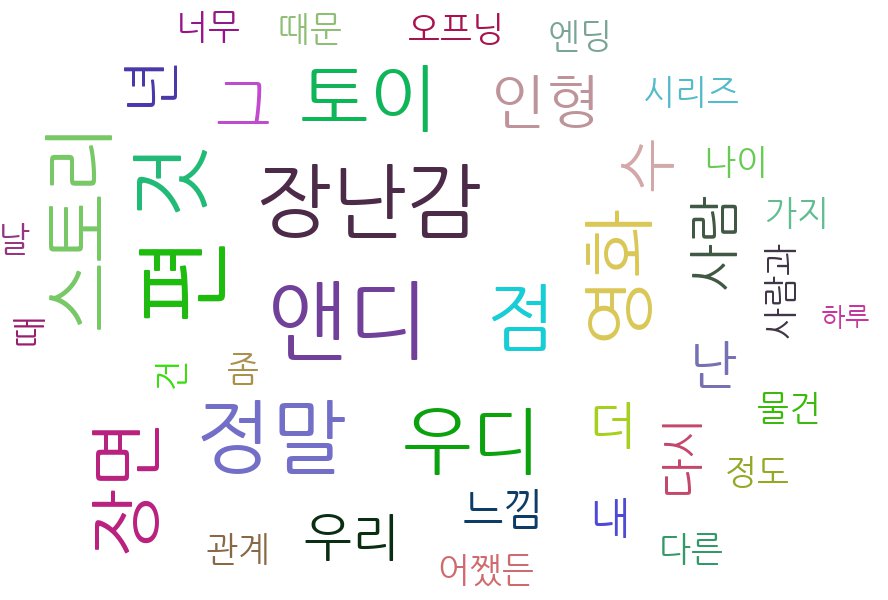 너무
때문
오프닝
엔딩
년
그
토이
인형
시리즈
스토리
것
장난감
수
나이
날
편
앤디
점
영화
사람
가지
때
사람과
하루
건
좀
난
장면
정말
우디
더
다시
물건
정도
관계
우리
느낌
내
다른
어쨌든